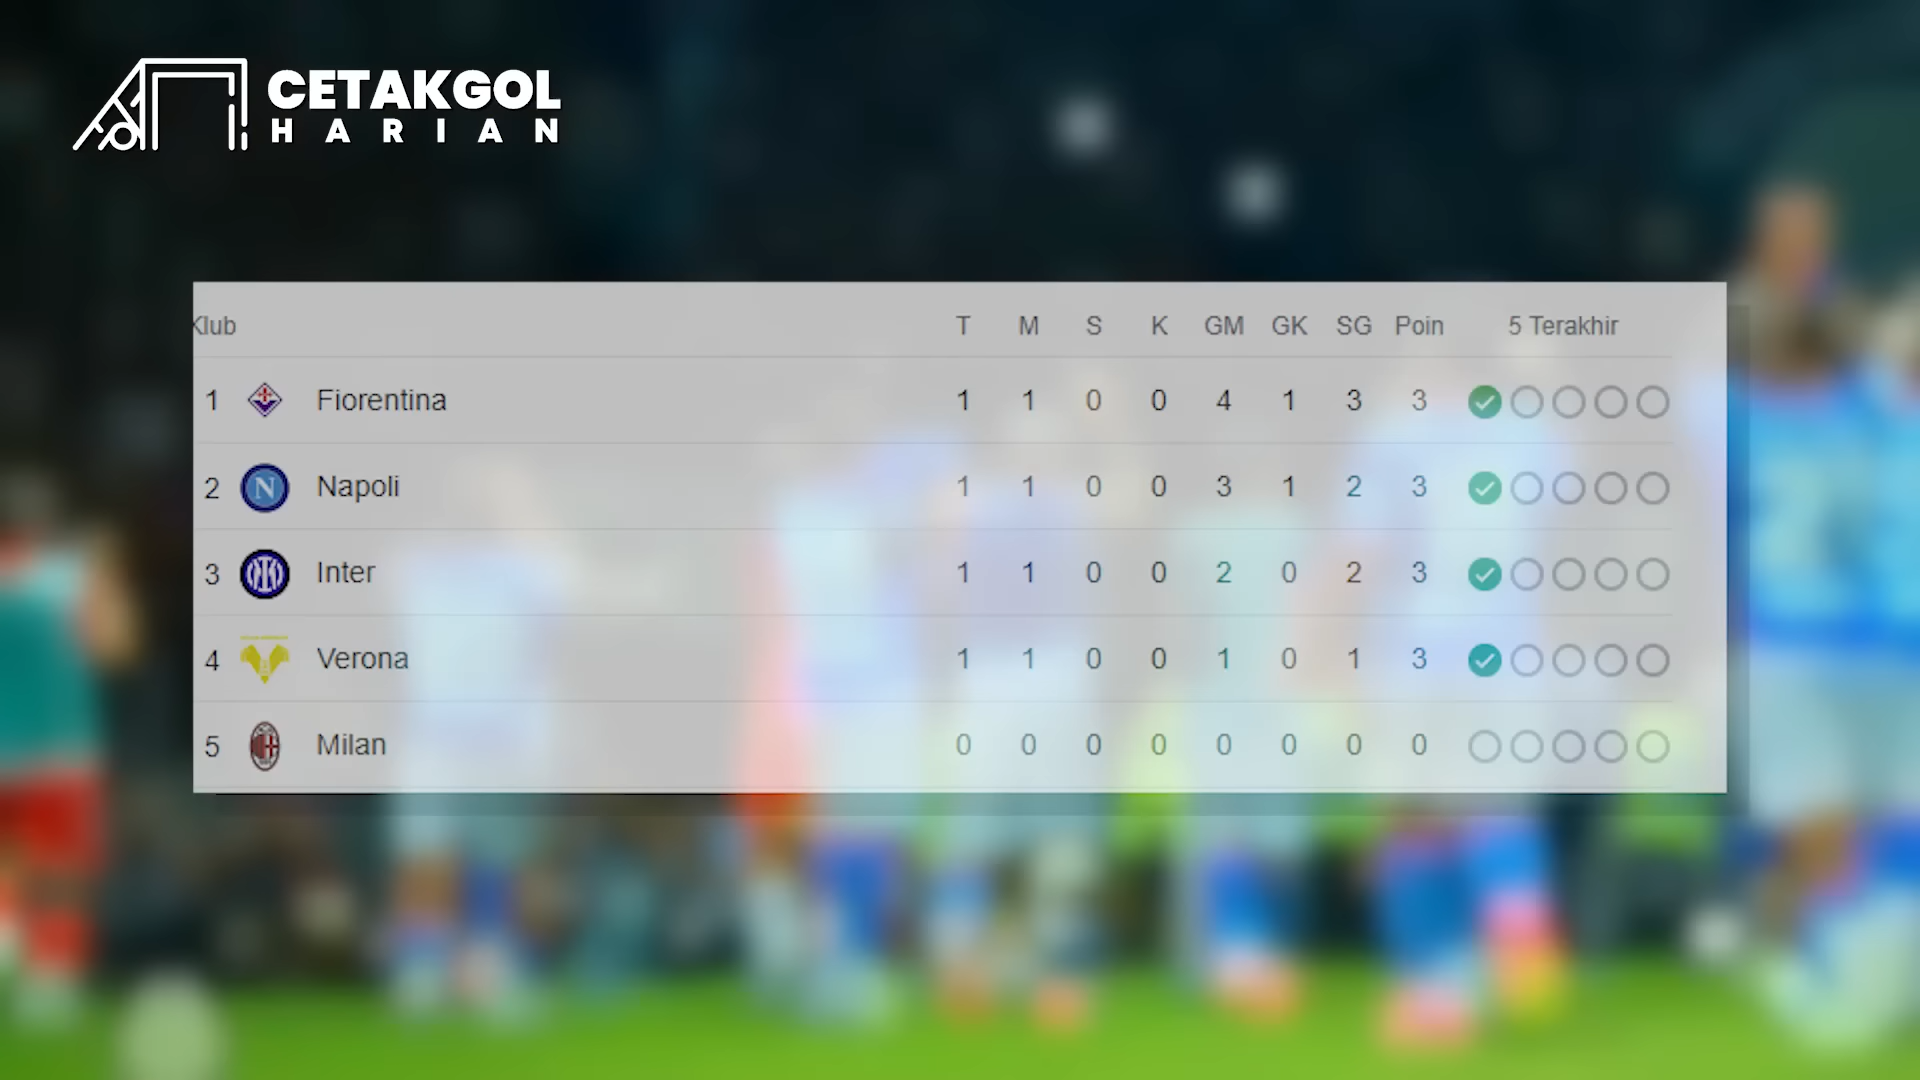 CETAKGOL
HARIAN
Klub T M S K GM GK SG Poin 5 Terakhir
1 Fiorentina 1 1 0 0 4 1 3 3
2 N Napoli 1 1 0 0 3 1 2 3
3 Inter 1 1 0 0 2 0 2 3
4 Verona 1 1 0 0 1 0 1 3
5 Milan 0 0 0 0 0 0 0 0